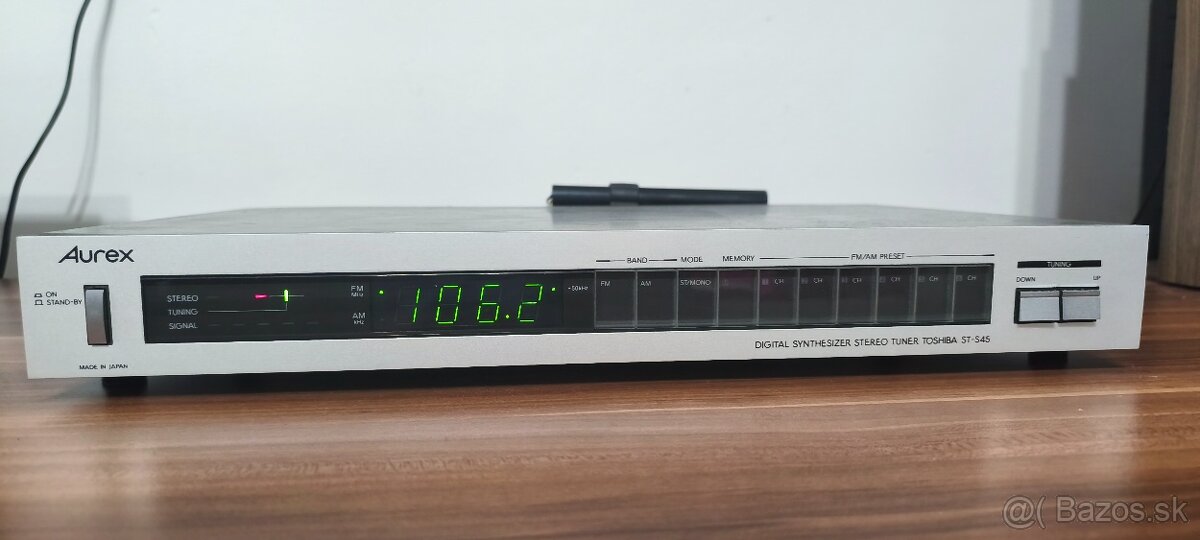 Aurex
ON
STAND-BY
MADE IN JAPAN
STEREO
TUNING
SIGNAL
FM
MHz
AM
kHz
106.2
+50kHz
BAND MODE MEMORY FM/AM PRESET
FM AM ST/MONO CH CH CH CH CH CH
TUNING
DOWN UP
DIGITAL SYNTHESIZER STEREO TUNER TOSHIBA ST-S45
@( Bazos.sk